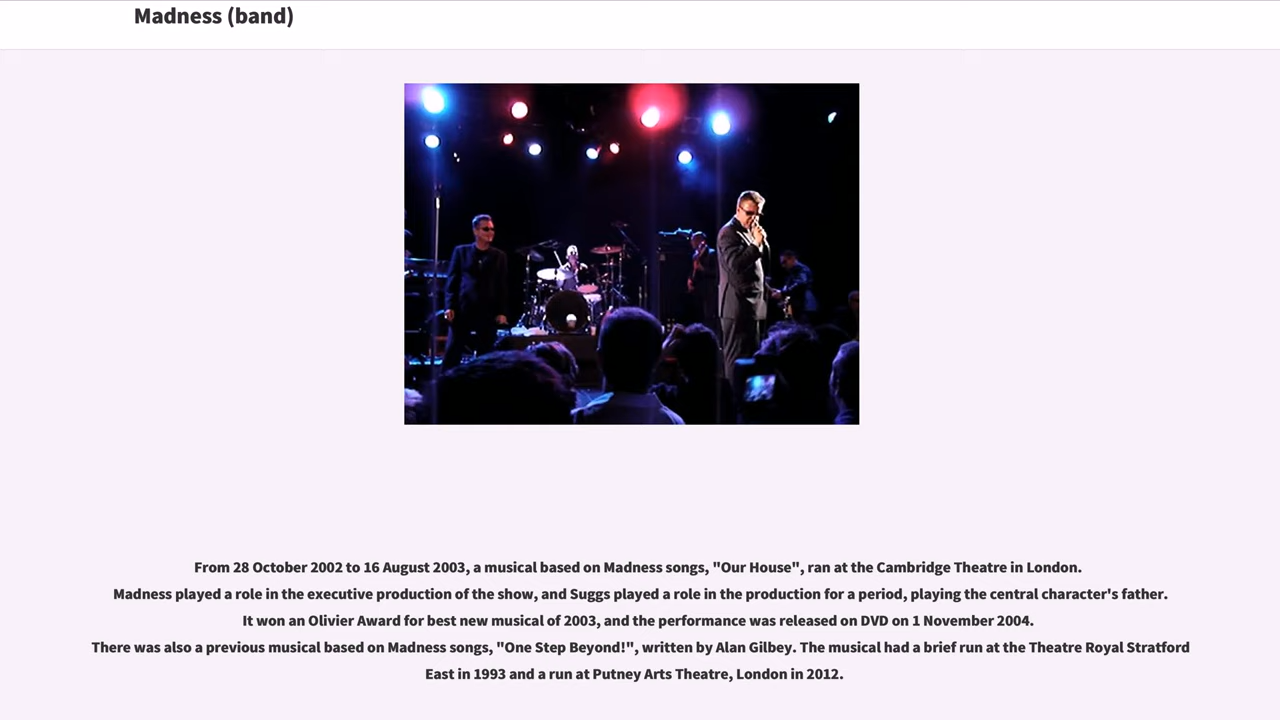 Madness (band)
From 28 October 2002 to 16 August 2003, a musical based on Madness songs, "Our House", ran at the Cambridge Theatre in London.
Madness played a role in the executive production of the show, and Suggs played a role in the production for a period, playing the central character's father.
It won an Olivier Award for best new musical of 2003, and the performance was released on DVD on 1 November 2004.
There was also a previous musical based on Madness songs, "One Step Beyond!", written by Alan Gilbey. The musical had a brief run at the Theatre Royal Stratford
East in 1993 and a run at Putney Arts Theatre, London in 2012.